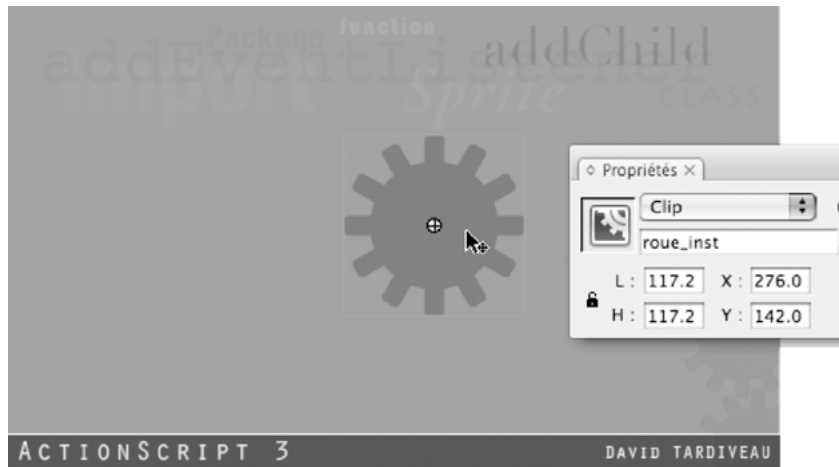 Package
function
addEventListener
addChild
import
Sprite
CLASS
Propriétés
Clip
roue_inst
L : 117.2 X : 276.0
H : 117.2 Y : 142.0
ACTIONSCRIPT 3
DAVID TARDIVEAU